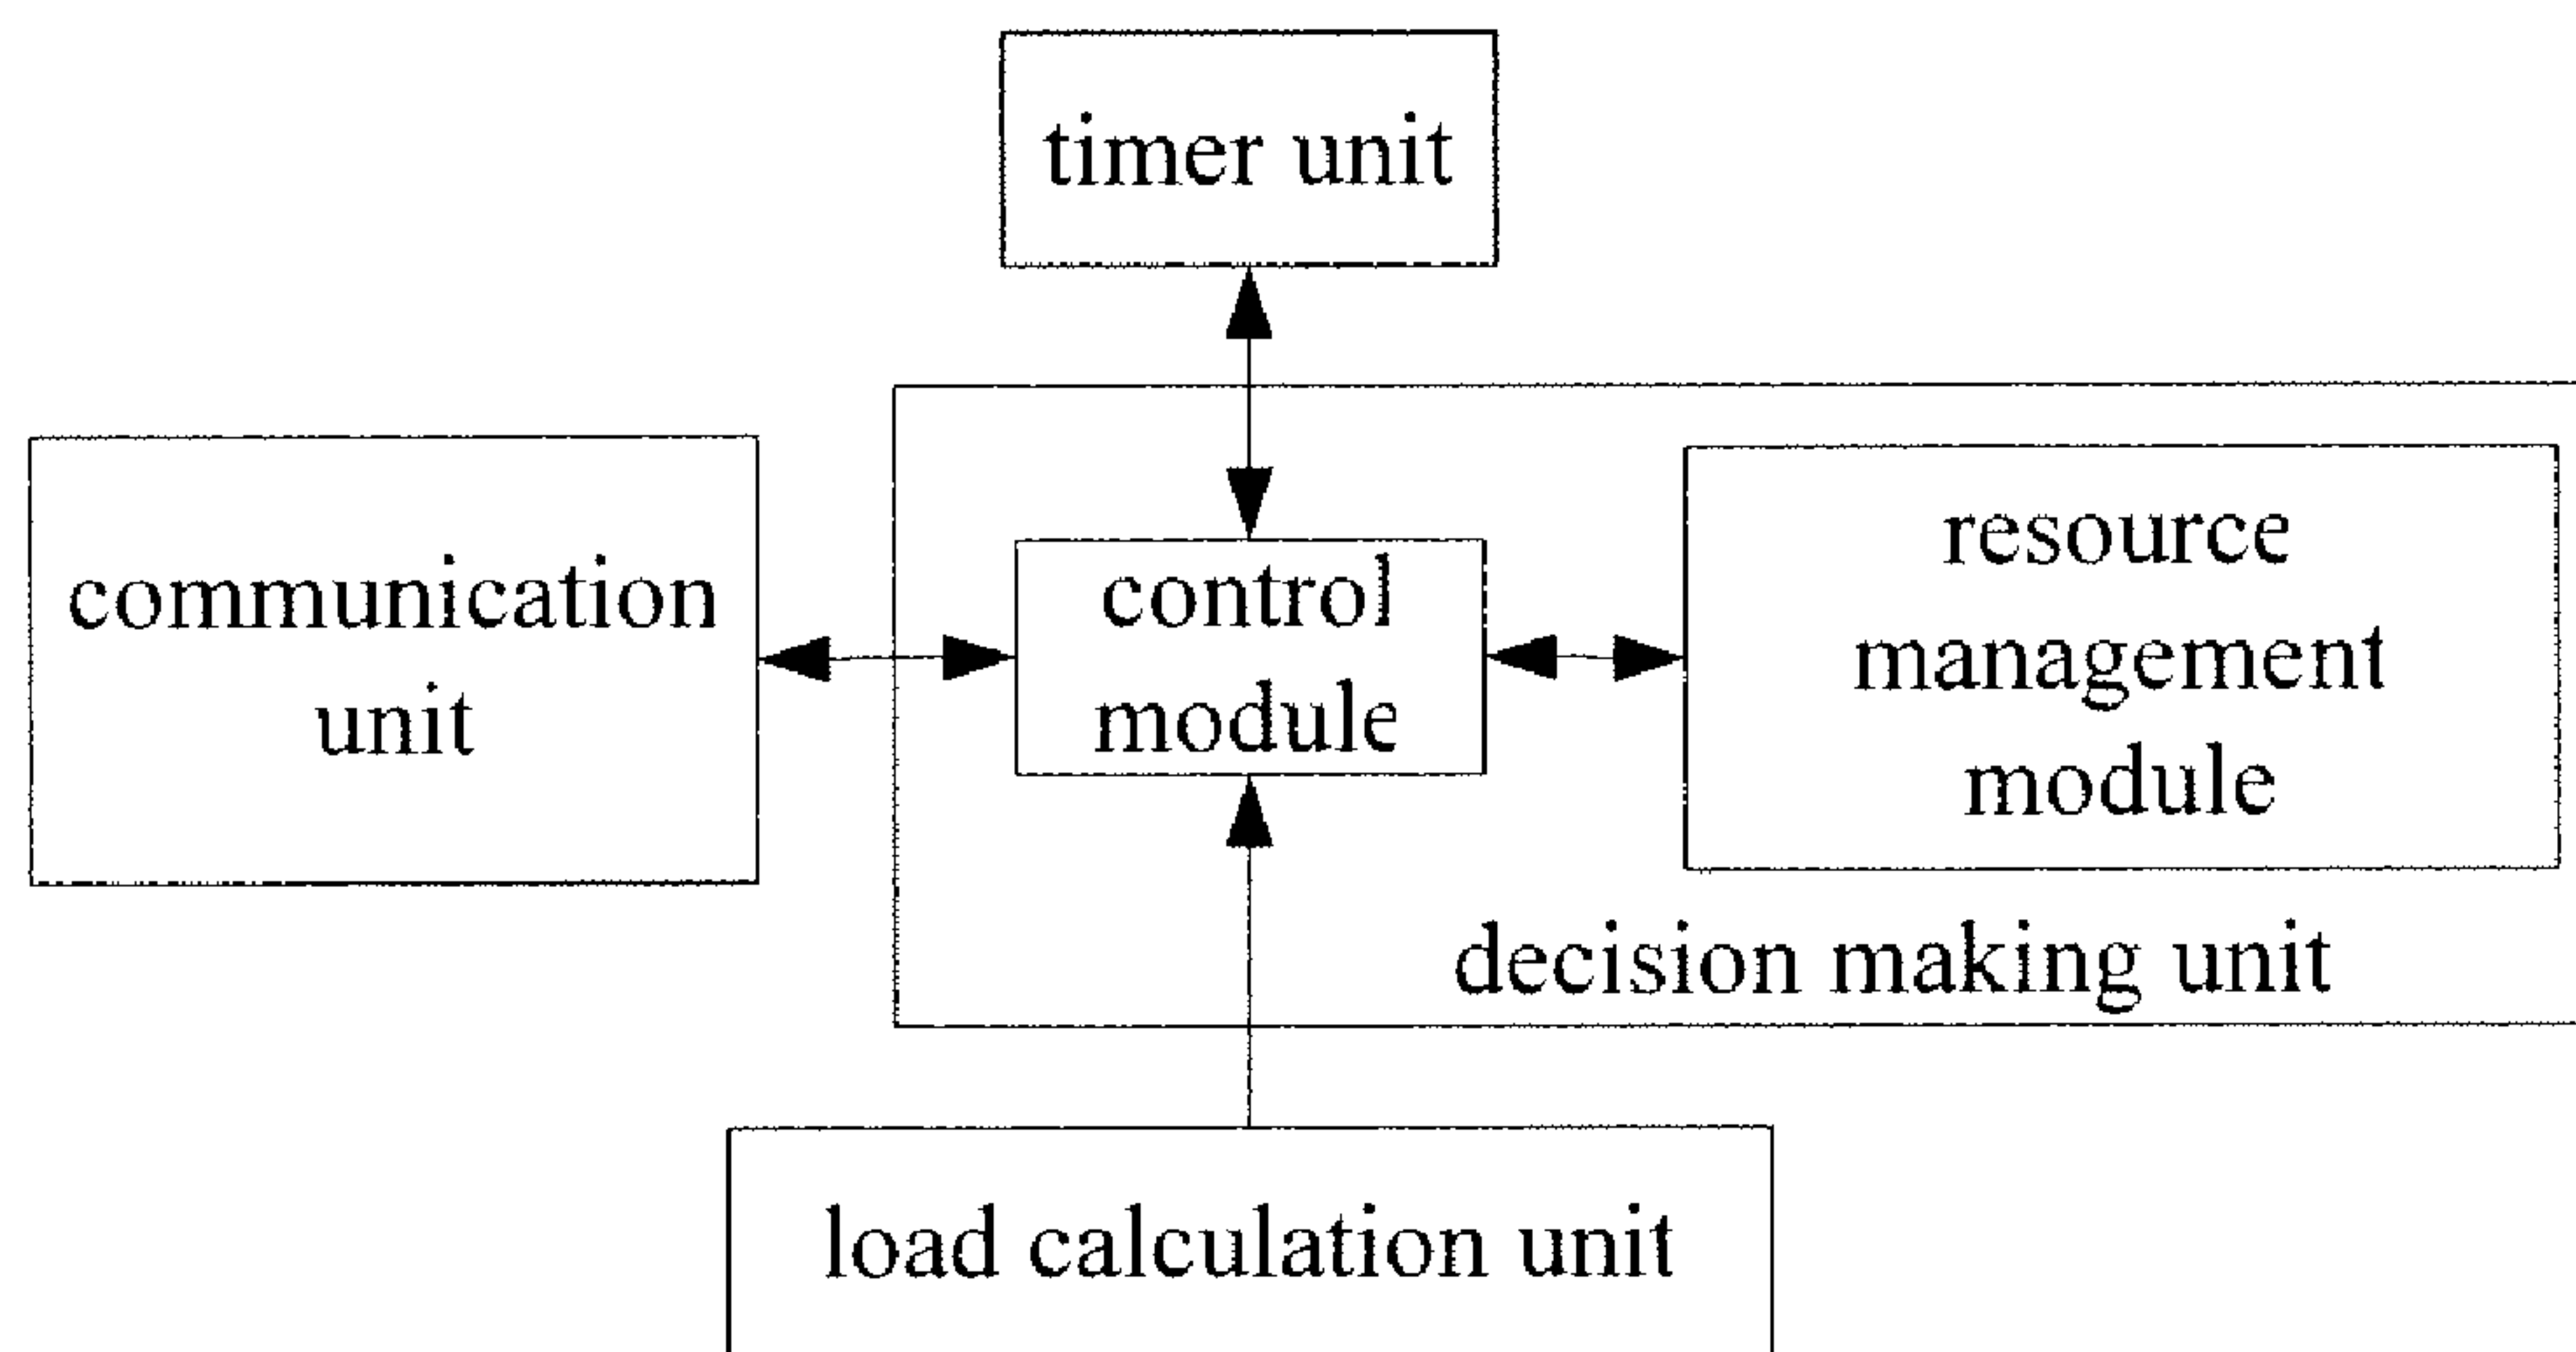 timer unit
communication
unit
control
module
resource
management
module
decision making unit
load calculation unit